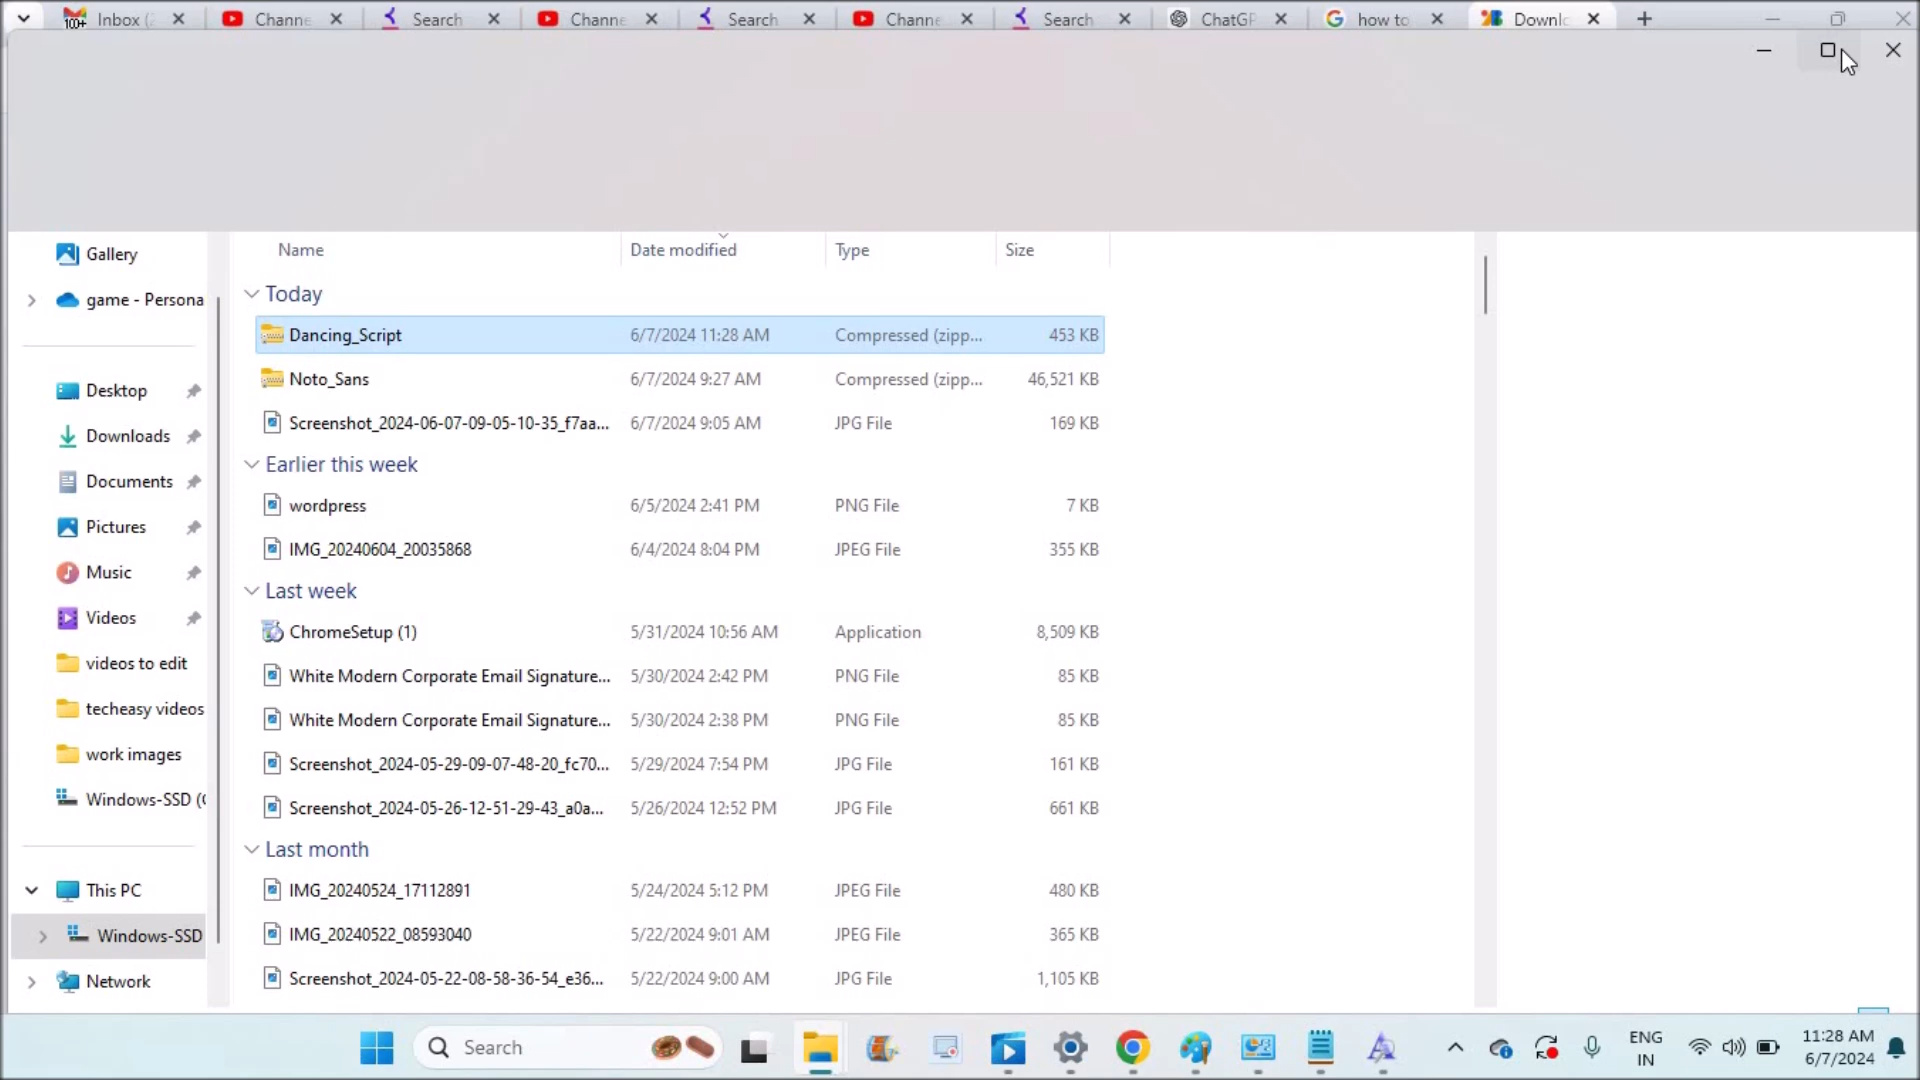 100+ Inbox (
Channe
Search
Channe
Search
Channe
Search
ChatGP
how to
Downlo
Name Date modified Type Size
Gallery
game - Persona
Desktop
Downloads
Documents
Pictures
Music
Videos
videos to edit
techeasy videos
work images
Windows-SSD (
This PC
Windows-SSD
Network
Today
Dancing_Script 6/7/2024 11:28 AM Compressed (zipp... 453 KB
Noto_Sans 6/7/2024 9:27 AM Compressed (zipp... 46,521 KB
Screenshot_2024-06-07-09-05-10-35_f7aa... 6/7/2024 9:05 AM JPG File 169 KB
Earlier this week
wordpress 6/5/2024 2:41 PM PNG File 7 KB
IMG_20240604_20035868 6/4/2024 8:04 PM JPEG File 355 KB
Last week
ChromeSetup (1) 5/31/2024 10:56 AM Application 8,509 KB
White Modern Corporate Email Signature... 5/30/2024 2:42 PM PNG File 85 KB
White Modern Corporate Email Signature... 5/30/2024 2:38 PM PNG File 85 KB
Screenshot_2024-05-29-09-07-48-20_fc70... 5/29/2024 7:54 PM JPG File 161 KB
Screenshot_2024-05-26-12-51-29-43_a0a... 5/26/2024 12:52 PM JPG File 661 KB
Last month
IMG_20240524_17112891 5/24/2024 5:12 PM JPEG File 480 KB
IMG_20240522_08593040 5/22/2024 9:01 AM JPEG File 365 KB
Screenshot_2024-05-22-08-58-36-54_e36... 5/22/2024 9:00 AM JPG File 1,105 KB
Search
ENG
IN
11:28 AM
6/7/2024